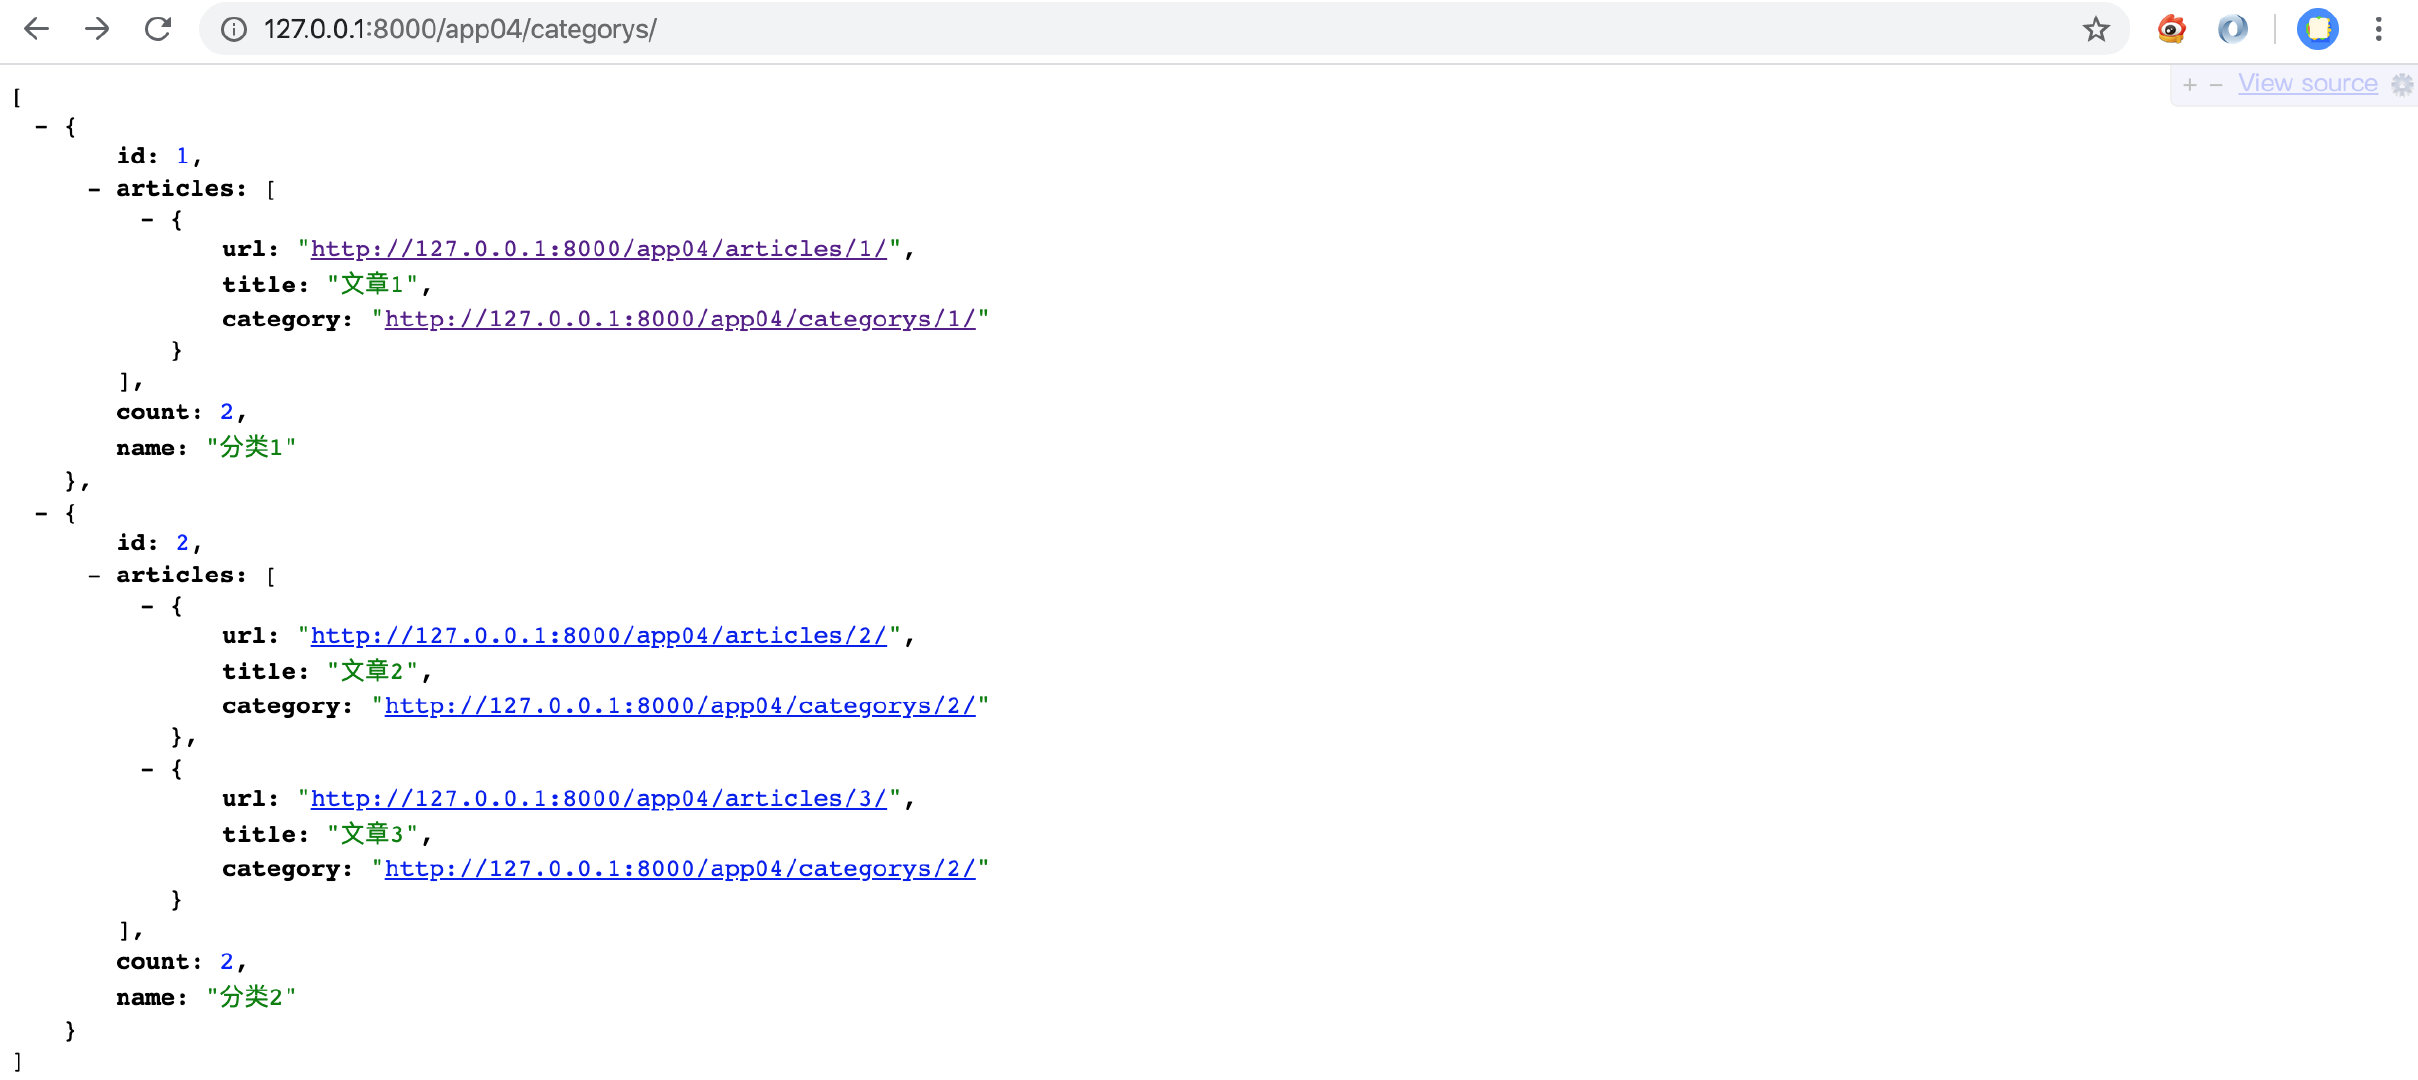 127.0.0.1:8000/app04/categorys/
+ − View source
[
− {
id: 1,
− articles: [
− {
url: "http://127.0.0.1:8000/app04/articles/1/",
title: "文章1",
category: "http://127.0.0.1:8000/app04/categorys/1/"
}
],
count: 2,
name: "分类1"
},
− {
id: 2,
− articles: [
− {
url: "http://127.0.0.1:8000/app04/articles/2/",
title: "文章2",
category: "http://127.0.0.1:8000/app04/categorys/2/"
},
− {
url: "http://127.0.0.1:8000/app04/articles/3/",
title: "文章3",
category: "http://127.0.0.1:8000/app04/categorys/2/"
}
],
count: 2,
name: "分类2"
}
]